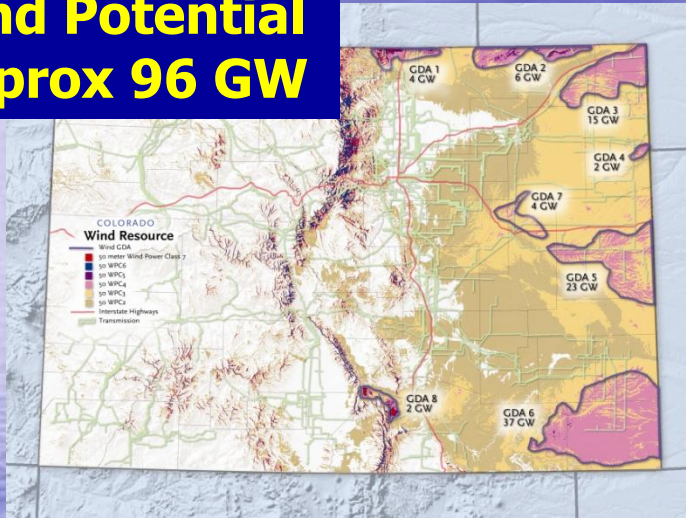 nd Potential
prox 96 GW
GDA 1
4 GW
GDA 2
6 GW
GDA 3
15 GW
GDA 4
2 GW
GDA 7
4 GW
GDA 5
23 GW
GDA 8
2 GW
GDA 6
37 GW
COLORADO
Wind Resource
Wind GDA
50 meter Wind Power Class 7
50 WPC6
50 WPC5
50 WPC4
50 WPC3
50 WPC2
Interstate Highways
Transmission